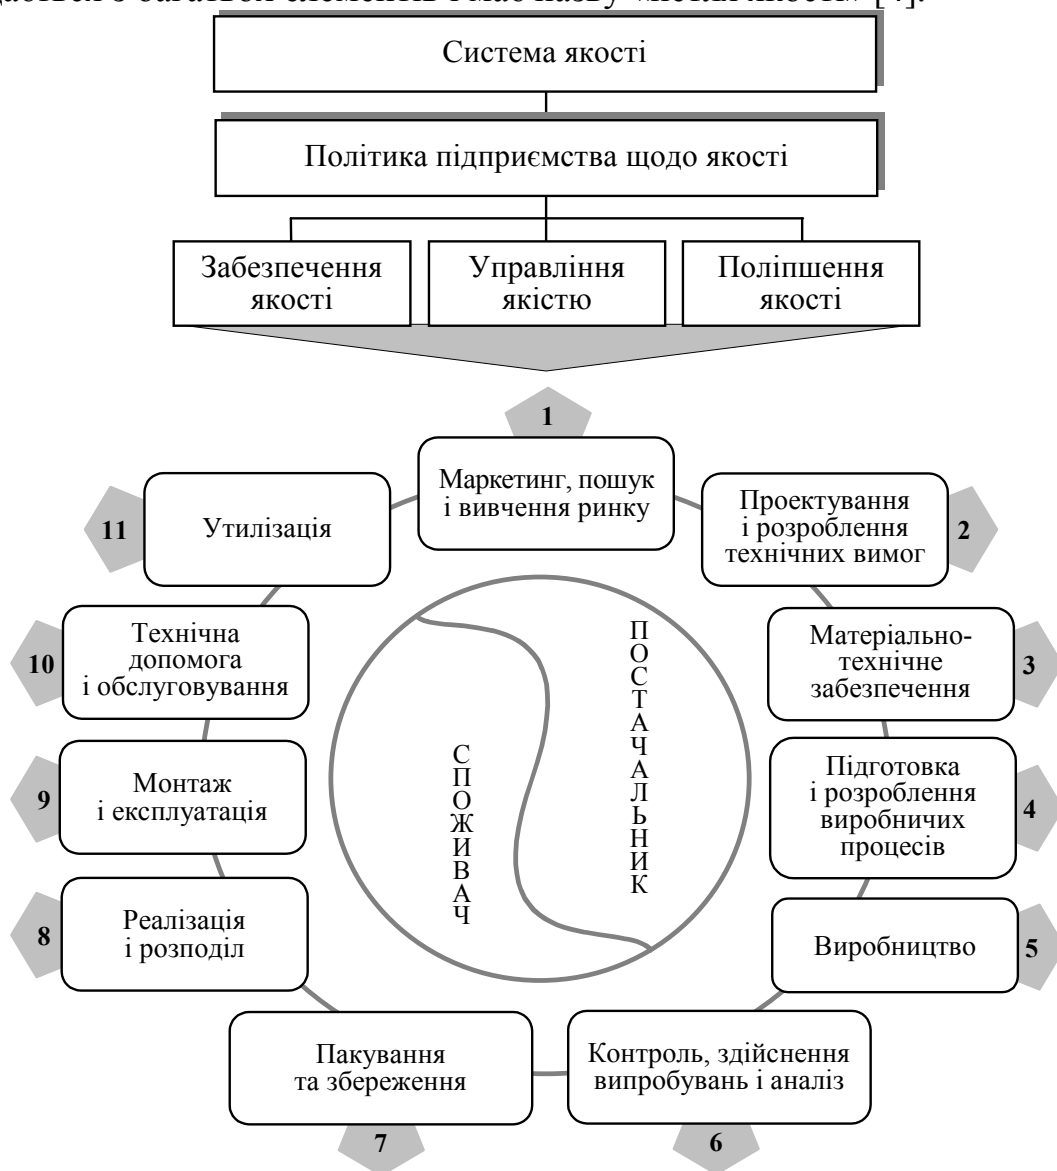 Система якості
Політика підприємства щодо якості
Забезпечення
якості
Управління
якістю
Поліпшення
якості
1
Маркетинг, пошук
і вивчення ринку
2
Проектування
і розроблення
технічних вимог
3
Матеріально-
технічне
забезпечення
4
Підготовка
і розроблення
виробничих
процесів
5
Виробництво
6
Контроль, здійснення
випробувань і аналіз
7
Пакування
та збереження
8
Реалізація
і розподіл
9
Монтаж
і експлуатація
10
Технічна
допомога
і обслуговування
11
Утилізація
СПОЖИВАЧ
ПОСТАЧАЛЬНИК